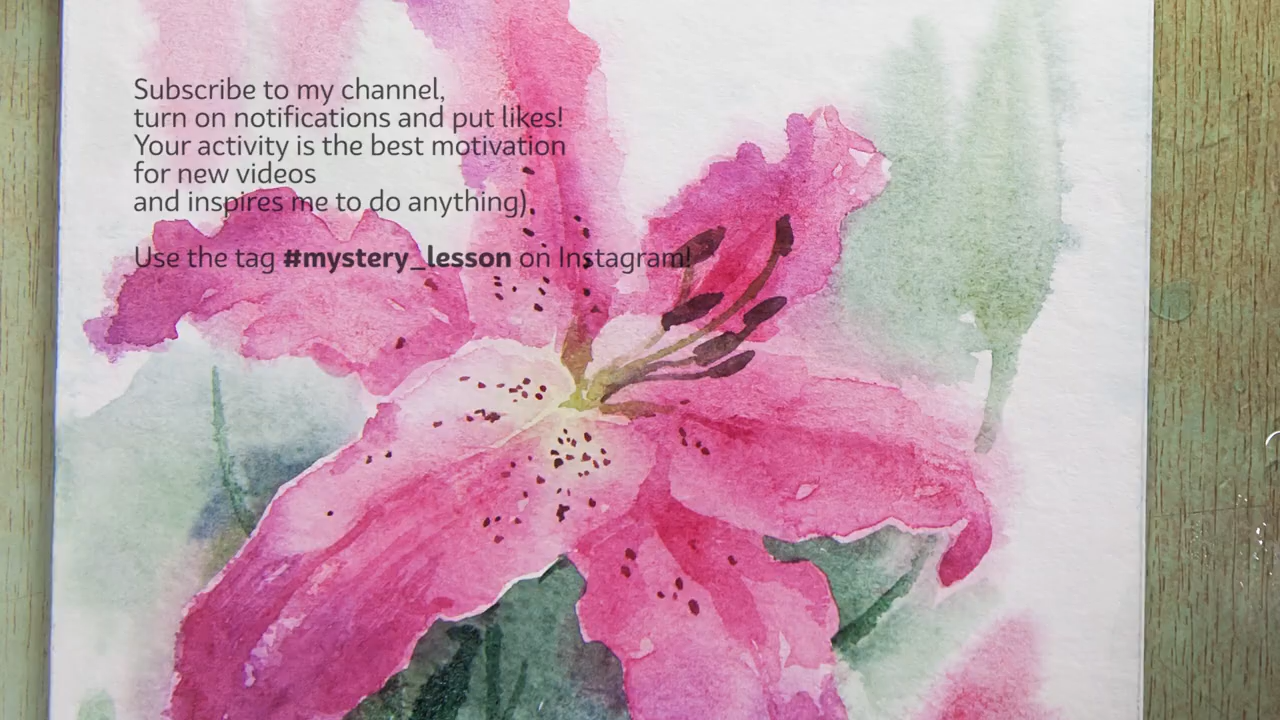 Subscribe to my channel,
turn on notifications and put likes!
Your activity is the best motivation
for new videos
and inspires me to do anything)
Use the tag #mystery_lesson on Instagram!